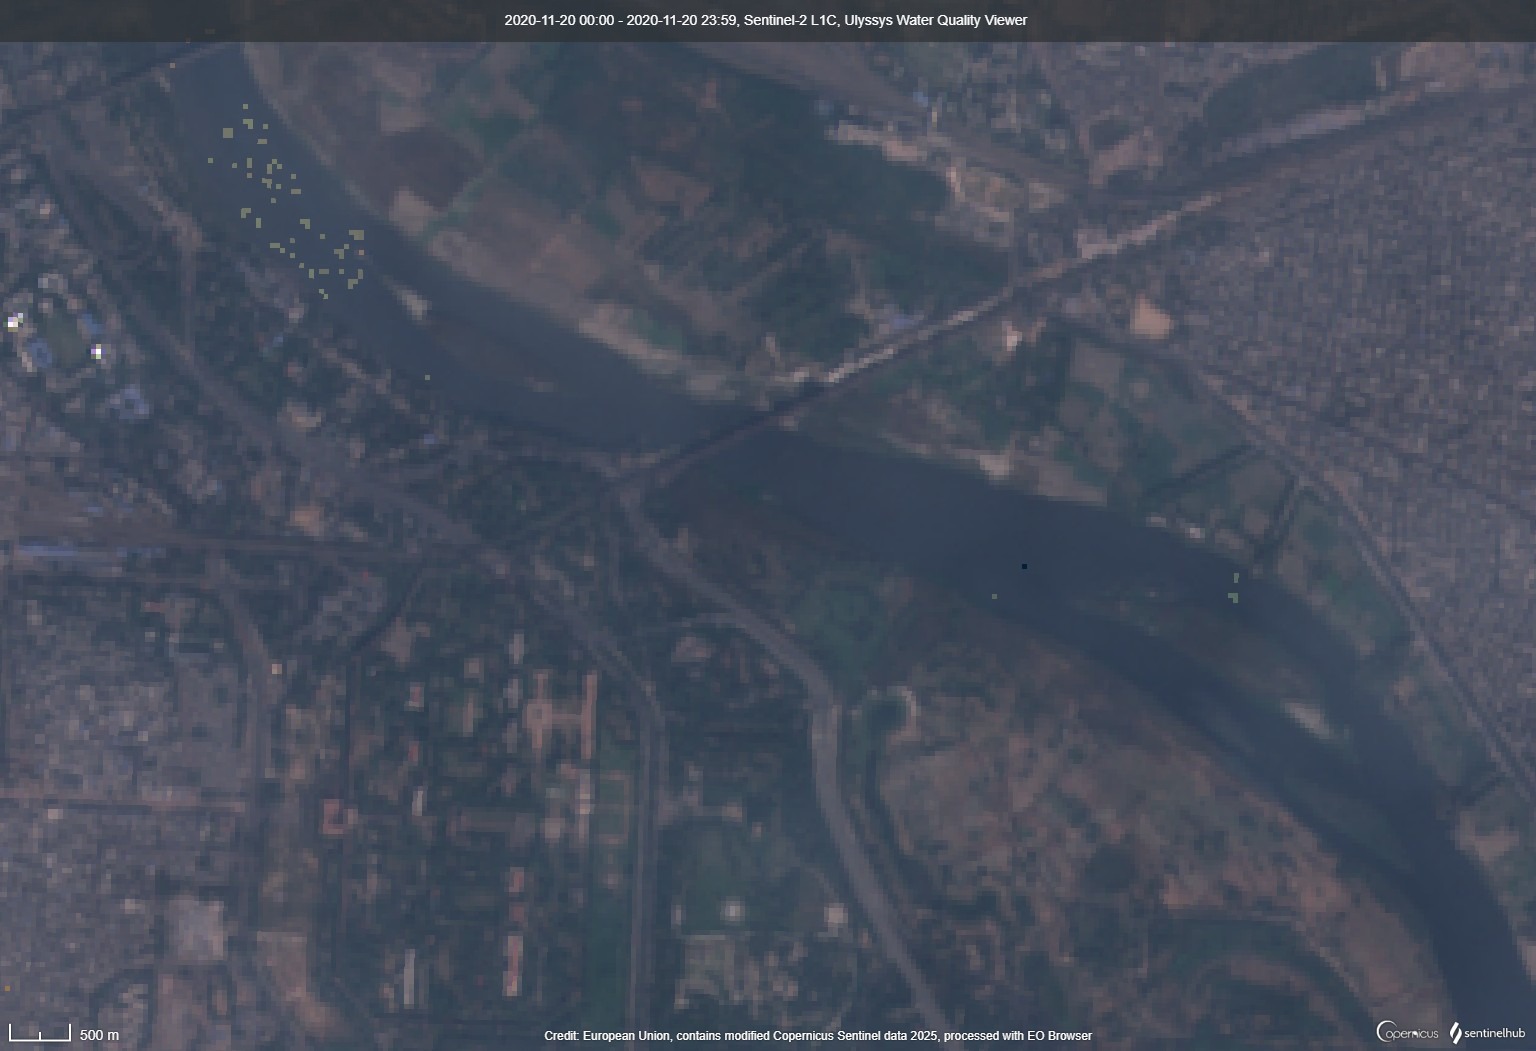 2020-11-20 00:00 - 2020-11-20 23:59, Sentinel-2 L1C, Ulyssys Water Quality Viewer
500 m
Credit: European Union, contains modified Copernicus Sentinel data 2025, processed with EO Browser
Copernicus
sentinelhub